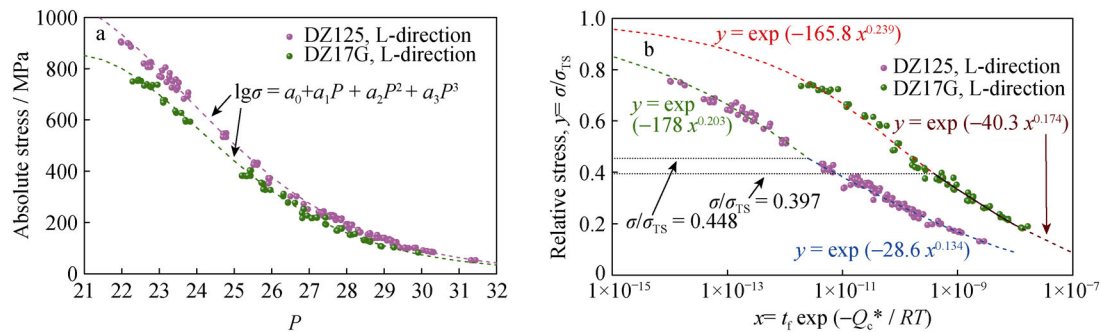 a
DZ125, L-direction
DZ17G, L-direction
lgσ = a₀+a₁P + a₂P² + a₃P³
Absolute stress / MPa
1000
800
600
400
200
0
21 22 23 24 25 26 27 28 29 30 31 32
P
b
y = exp (−165.8 x^0.239)
DZ125, L-direction
DZ17G, L-direction
y = exp
(−178 x^0.203)
y = exp (−40.3 x^0.174)
σ/σTS = 0.397
σ/σTS = 0.448
y = exp (−28.6 x^0.134)
Relative stress, y= σ/σTS
1.0
0.8
0.6
0.4
0.2
0
1×10⁻¹⁵ 1×10⁻¹³ 1×10⁻¹¹ 1×10⁻⁹ 1×10⁻⁷
x= tf exp (−Qc* / RT)